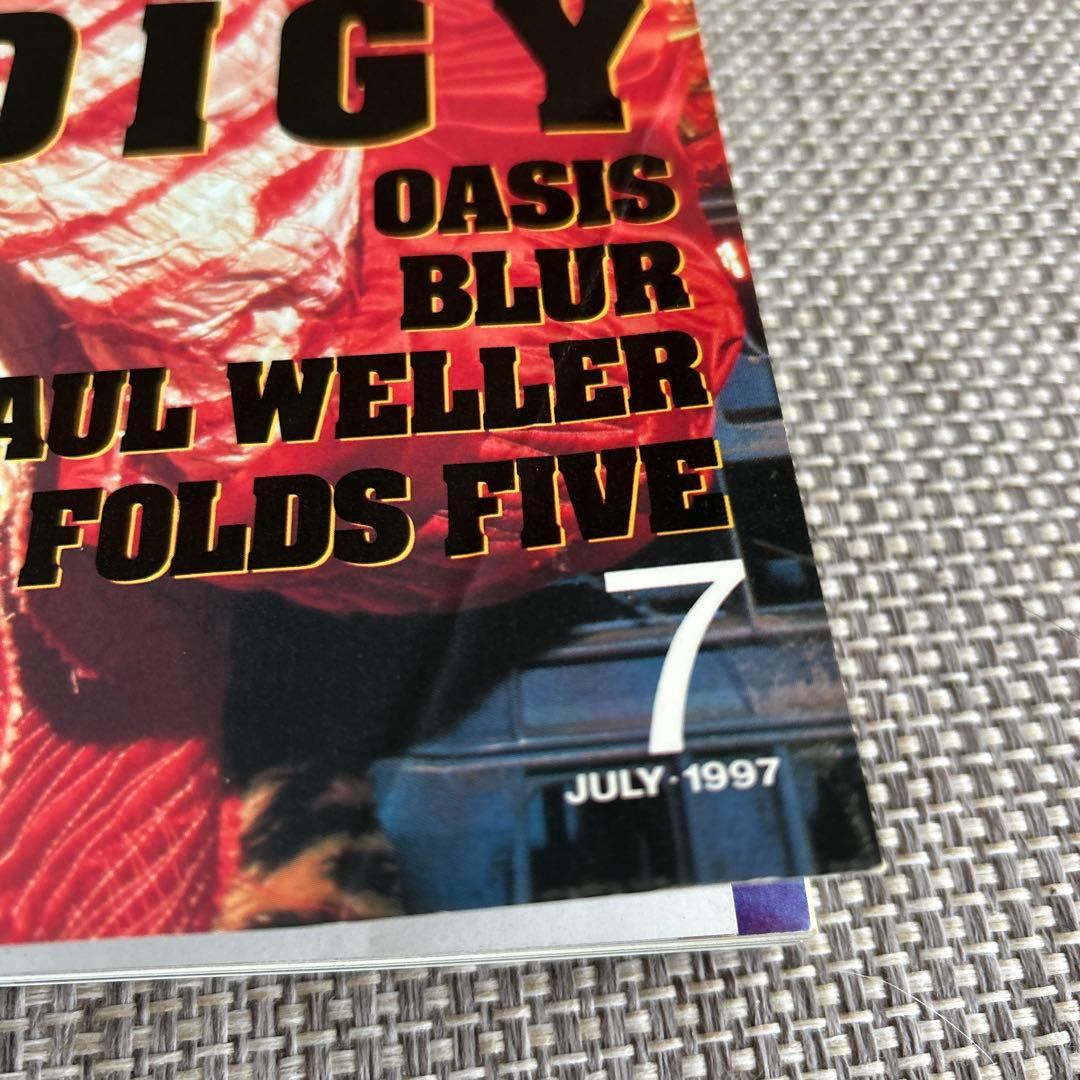 DIGY
OASIS
BLUR
AUL WELLER
FOLDS FIVE
7
JULY·1997